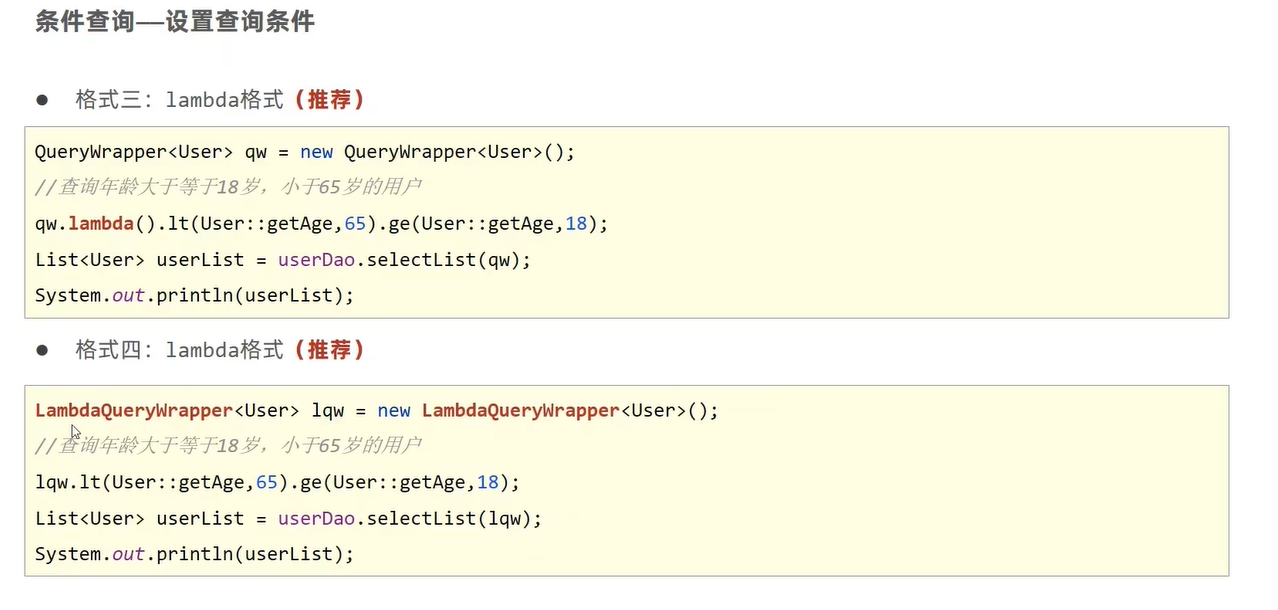 条件查询——设置查询条件
● 格式三：lambda格式（推荐）
QueryWrapper<User> qw = new QueryWrapper<User>();
//查询年龄大于等于18岁，小于65岁的用户
qw.lambda().lt(User::getAge,65).ge(User::getAge,18);
List<User> userList = userDao.selectList(qw);
System.out.println(userList);
● 格式四：lambda格式（推荐）
LambdaQueryWrapper<User> lqw = new LambdaQueryWrapper<User>();
//查询年龄大于等于18岁，小于65岁的用户
lqw.lt(User::getAge,65).ge(User::getAge,18);
List<User> userList = userDao.selectList(lqw);
System.out.println(userList);